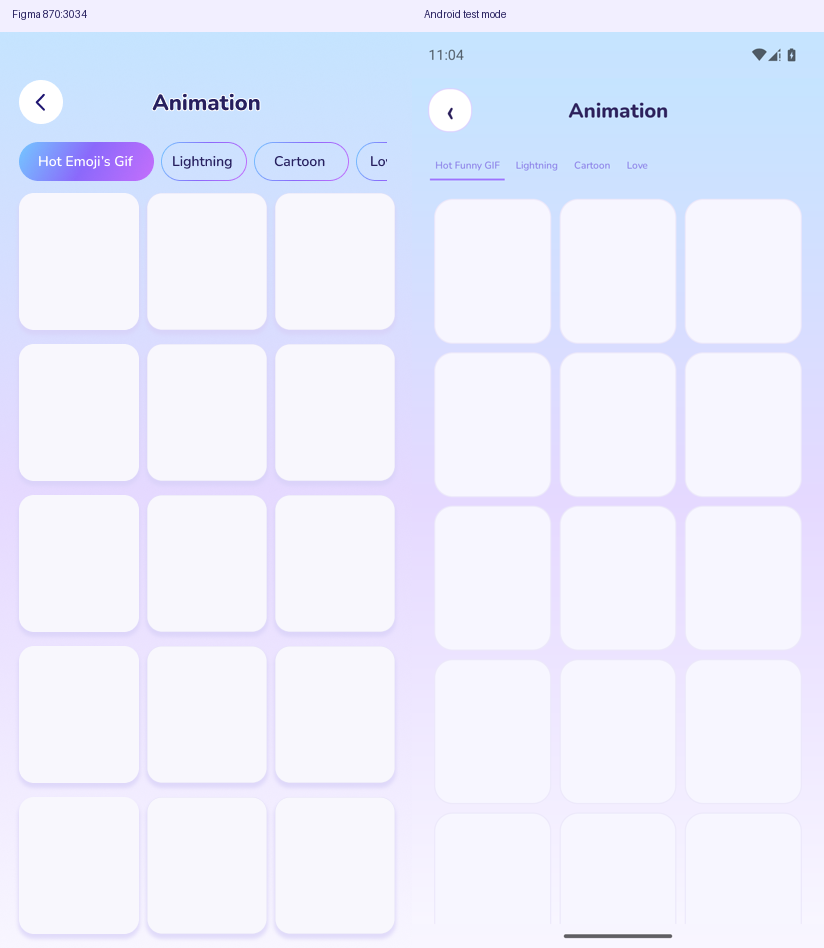 Figma 870:3034
Android test mode
11:04
Animation
Animation
Hot Emoji's Gif
Lightning
Cartoon
Lov
Hot Funny GIF
Lightning
Cartoon
Love